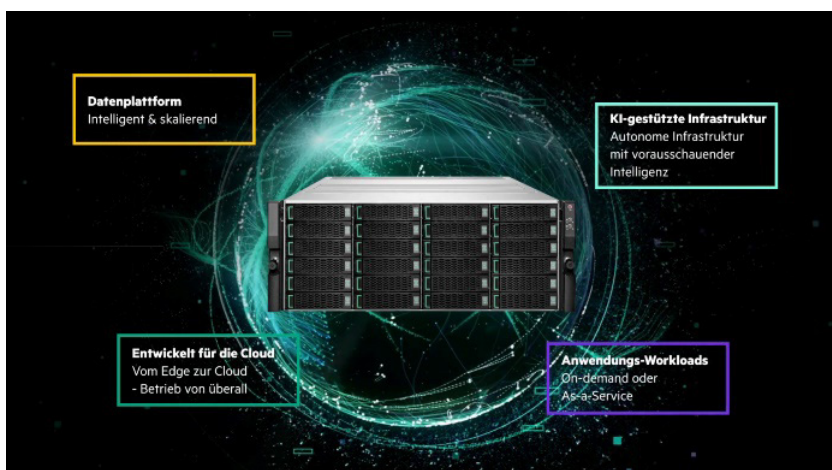 Datenplattform
Intelligent & skalierend
KI-gestützte Infrastruktur
Autonome Infrastruktur
mit vorausschauender
Intelligenz
Entwickelt für die Cloud
Vom Edge zur Cloud
- Betrieb von überall
Anwendungs-Workloads
On-demand oder
As-a-Service